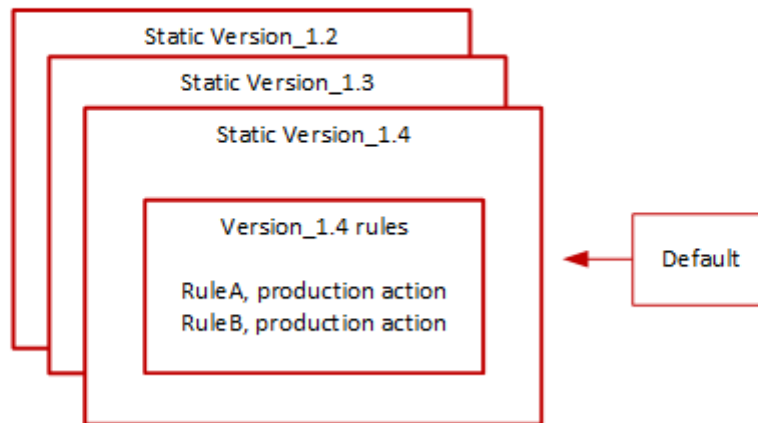 Static Version_1.2
Static Version_1.3
Static Version_1.4
Version_1.4 rules
RuleA, production action
RuleB, production action
Default